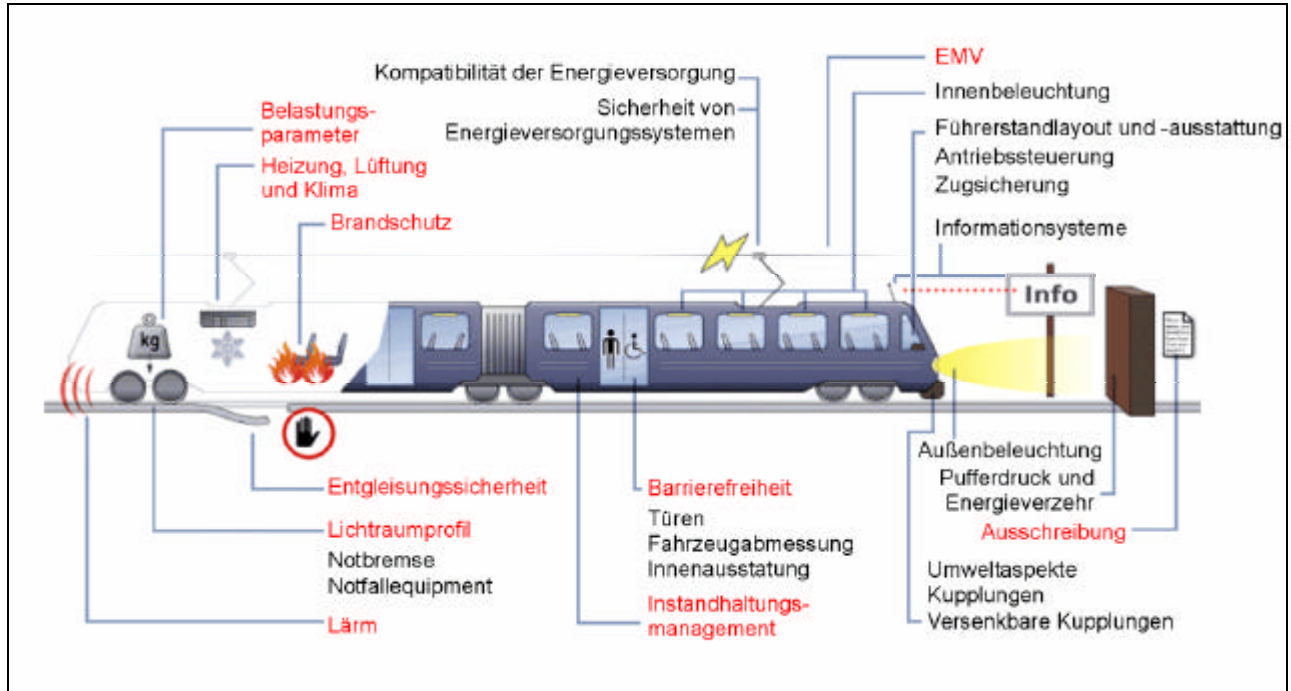 Kompatibilität der Energieversorgung
Sicherheit von
Energieversorgungssystemen
EMV
Innenbeleuchtung
Führerstandlayout und -ausstattung
Antriebssteuerung
Zugsicherung
Informationsysteme
Belastungs-
parameter
Heizung, Lüftung
und Klima
Brandschutz
kg
Info
Entgleisungssicherheit
Lichtraumprofil
Notbremse
Notfallequipment
Lärm
Barrierefreiheit
Türen
Fahrzeugabmessung
Innenausstatung
Instandhaltungs-
management
Außenbeleuchtung
Pufferdruck und
Energieverzehr
Ausschreibung
Umweltaspekte
Kupplungen
Versenkbare Kupplungen